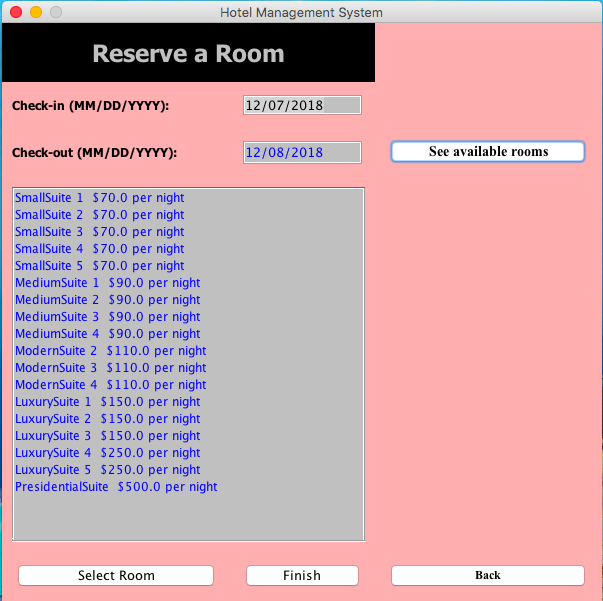 Hotel Management System
Reserve a Room
Check-in (MM/DD/YYYY): 12/07/2018
Check-out (MM/DD/YYYY): 12/08/2018 See available rooms
SmallSuite 1 $70.0 per night
SmallSuite 2 $70.0 per night
SmallSuite 3 $70.0 per night
SmallSuite 4 $70.0 per night
SmallSuite 5 $70.0 per night
MediumSuite 1 $90.0 per night
MediumSuite 2 $90.0 per night
MediumSuite 3 $90.0 per night
MediumSuite 4 $90.0 per night
ModernSuite 2 $110.0 per night
ModernSuite 3 $110.0 per night
ModernSuite 4 $110.0 per night
LuxurySuite 1 $150.0 per night
LuxurySuite 2 $150.0 per night
LuxurySuite 3 $150.0 per night
LuxurySuite 4 $250.0 per night
LuxurySuite 5 $250.0 per night
PresidentialSuite $500.0 per night
Select Room Finish Back